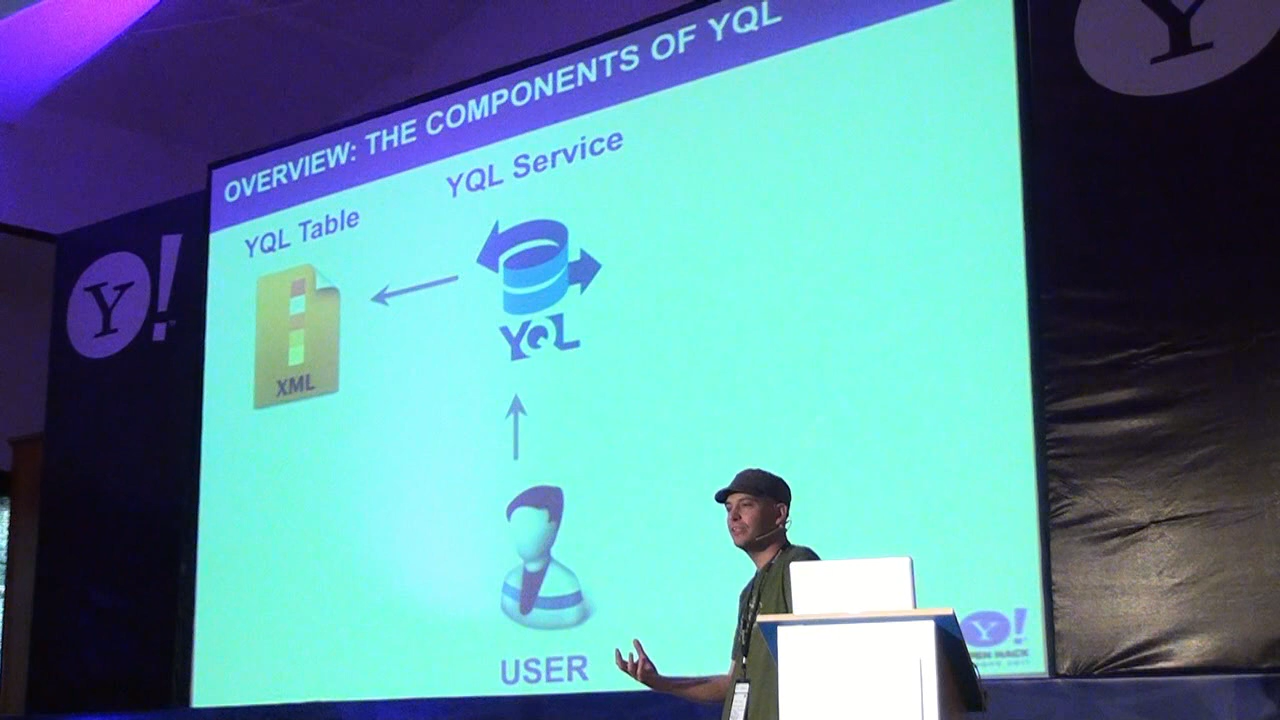 OVERVIEW: THE COMPONENTS OF YQL
YQL Service
YQL Table
XML
YQL
USER
Y!
Y
Y!